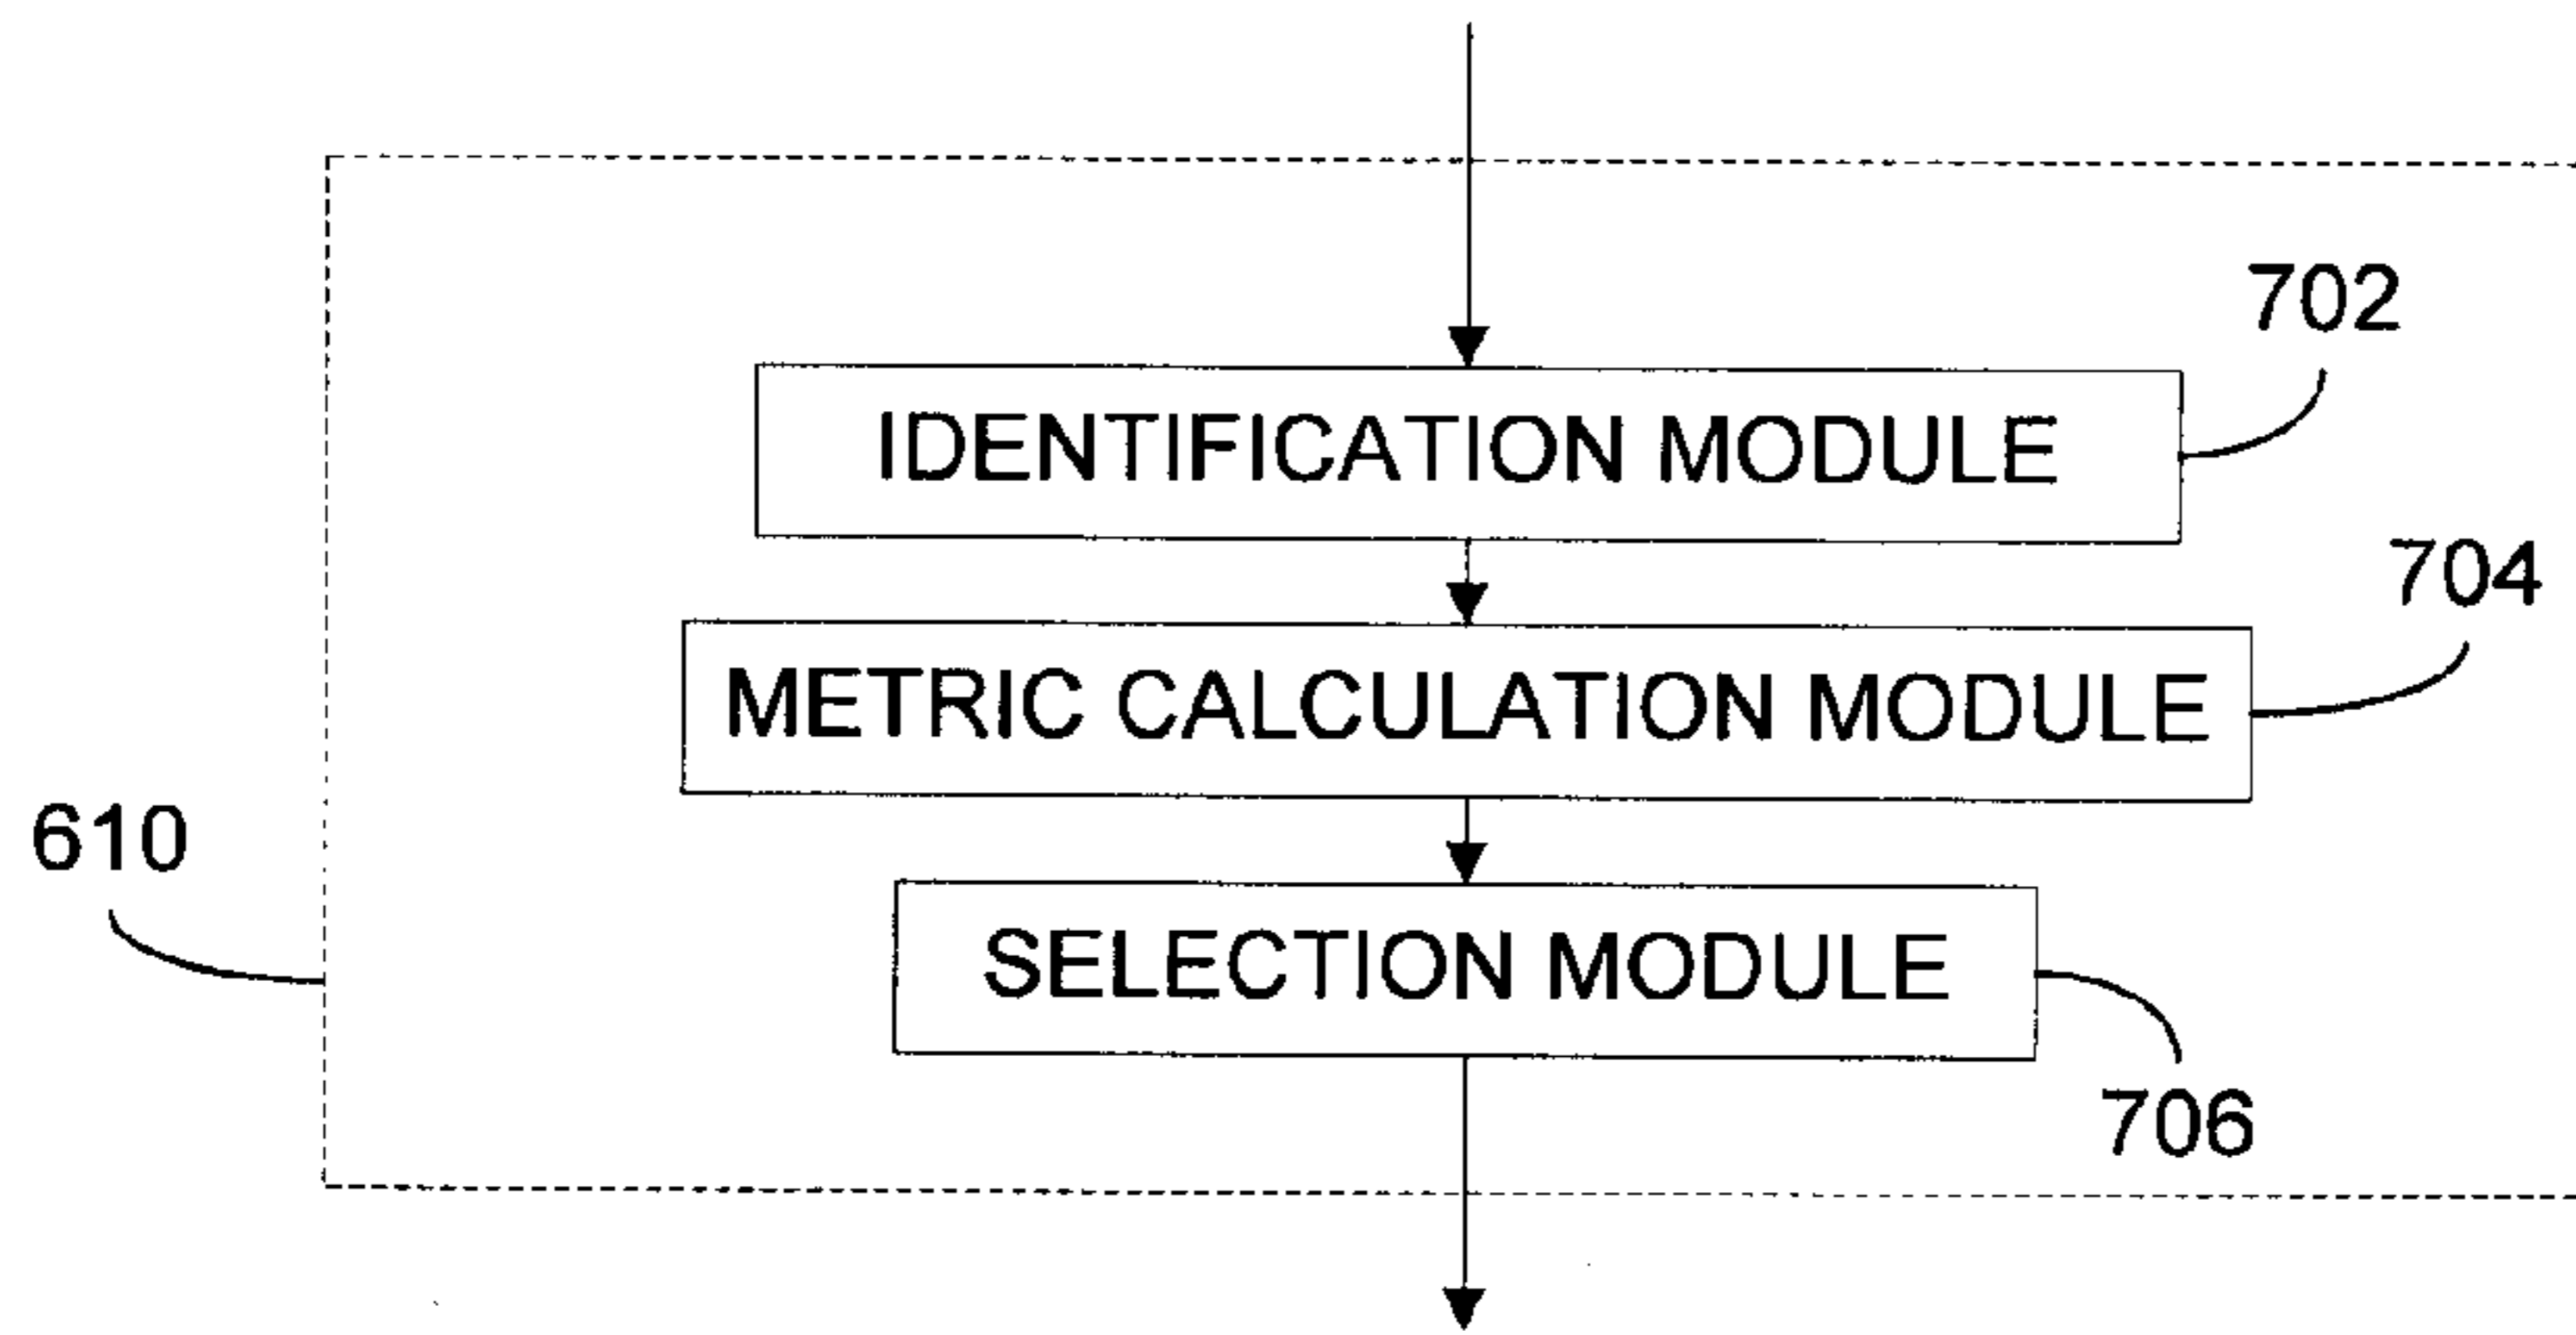 702
IDENTIFICATION MODULE
704
METRIC CALCULATION MODULE
610
SELECTION MODULE
706